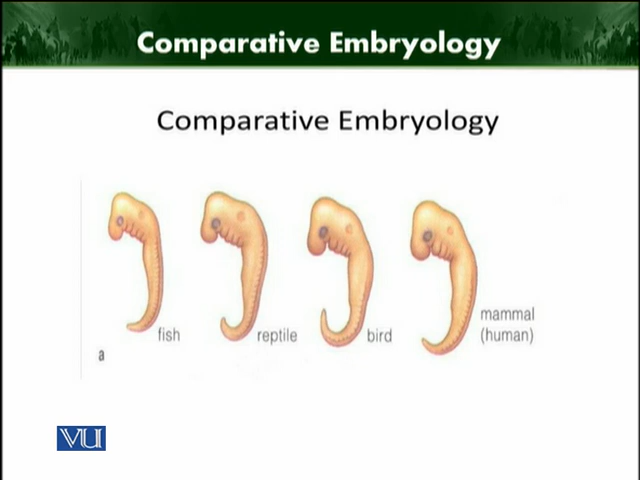 Comparative Embryology
Comparative Embryology
fish
reptile
bird
mammal
(human)
a
VU